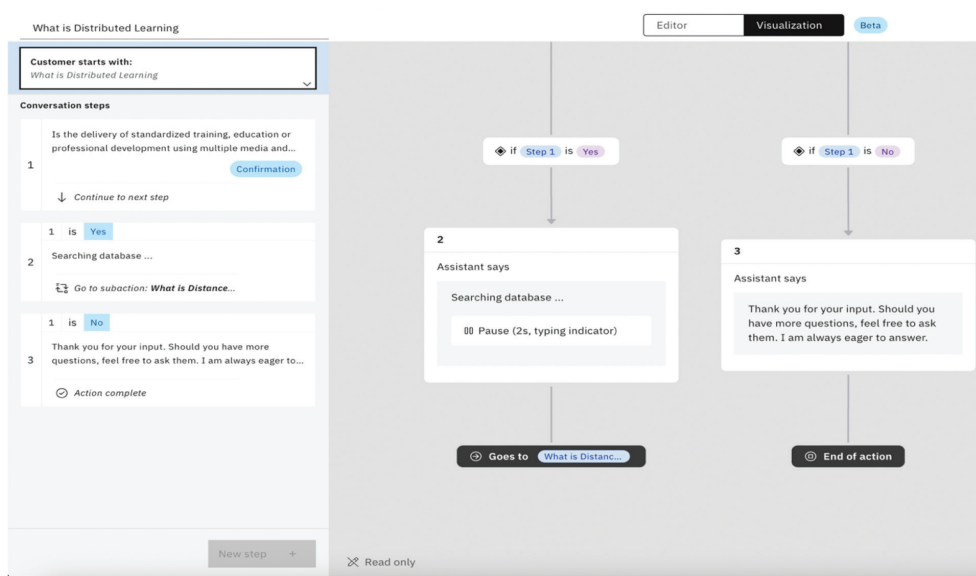 What is Distributed Learning
Editor
Visualization
Beta
Customer starts with:
What is Distributed Learning
Conversation steps
1
Is the delivery of standardized training, education or
professional development using multiple media and...
Confirmation
Continue to next step
1 is Yes
2
Searching database ...
Go to subaction: What is Distance...
1 is No
3
Thank you for your input. Should you have more
questions, feel free to ask them. I am always eager to...
Action complete
New step +
if Step 1 is Yes
2
Assistant says
Searching database ...
Pause (2s, typing indicator)
Goes to What is Distanc...
if Step 1 is No
3
Assistant says
Thank you for your input. Should you
have more questions, feel free to ask
them. I am always eager to answer.
End of action
Read only